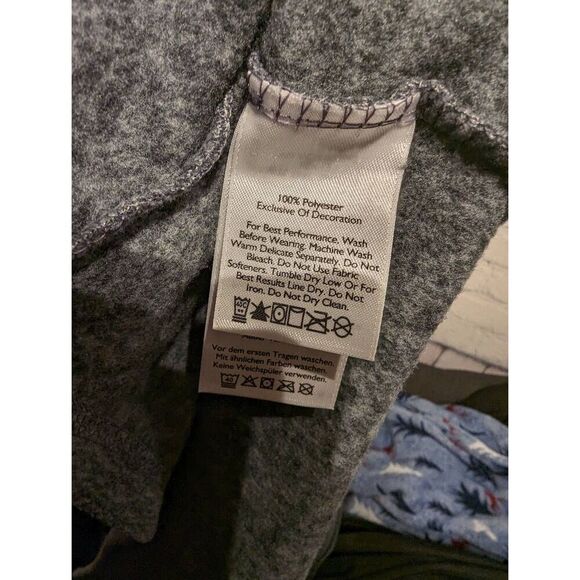 100% Polyester
Exclusive Of Decoration
For Best Performance, Wash
Before Wearing. Machine Wash
Warm Delicate Separately. Do Not
Bleach. Do Not Use Fabric
Softeners. Tumble Dry Low Or For
Best Results Line Dry. Do Not
Iron. Do Not Dry Clean.
Vor dem ersten Tragen waschen.
Mit ähnlichen Farben waschen.
Keine Weichspüler verwenden.
40